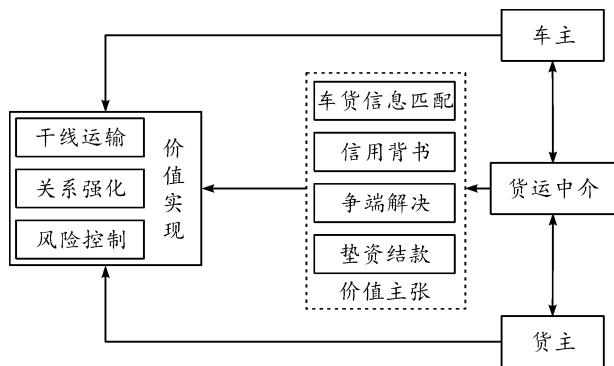 车主
车货信息匹配
干线运输
信用背书
价值实现
关系强化
争端解决
货运中介
风险控制
垫资结款
价值主张
货主